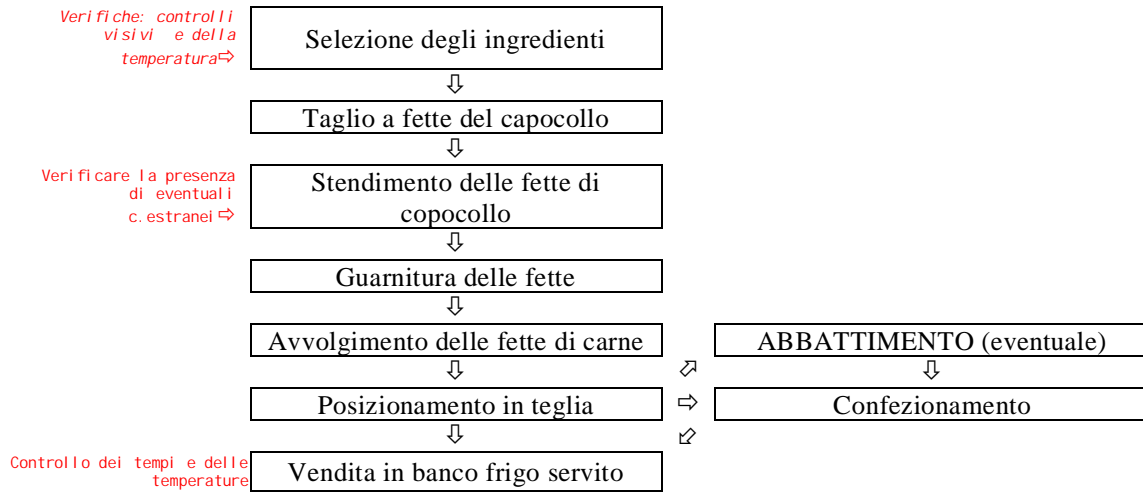 Verifiche: controlli
visivi e della
temperatura⇨
Selezione degli ingredienti
⇩
Taglio a fette del capocollo
⇩
Verificare la presenza
di eventuali
c.estranei ⇨
Stendimento delle fette di
copocollo
⇩
Guarnitura delle fette
⇩
Avvolgimento delle fette di carne
ABBATTIMENTO (eventuale)
⇩ ⬀ ⇩
Posizionamento in teglia
⇨
Confezionamento
⇩ ⬃
Controllo dei tempi e delle
temperature
Vendita in banco frigo servito